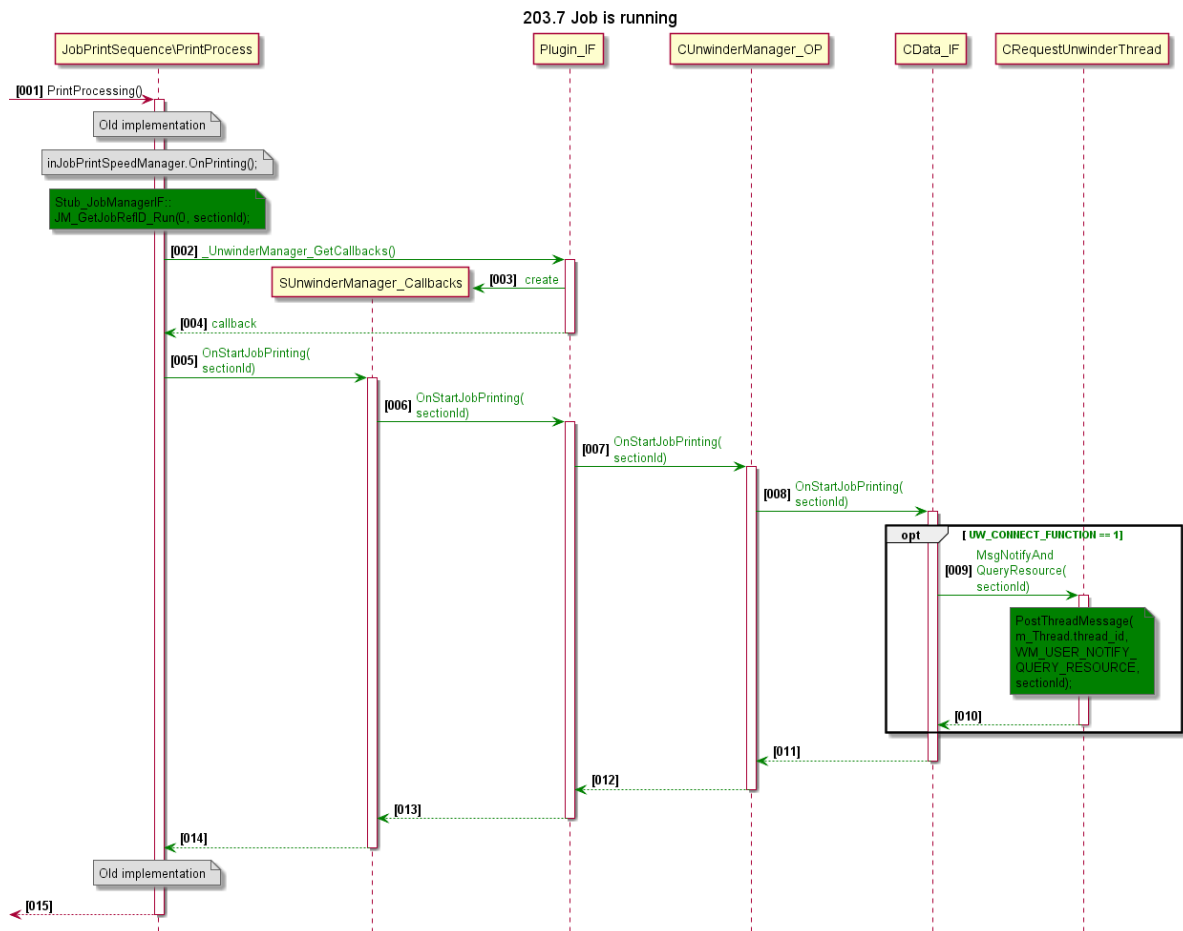 203.7 Job is running
JobPrintSequence\PrintProcess
Plugin_IF
CUnwinderManager_OP
CData_IF
CRequestUnwinderThread
[001] PrintProcessing()
Old implementation
inJobPrintSpeedManager.OnPrinting();
Stub_JobManagerIF::
JM_GetJobRefID_Run(0, sectionId);
[002] _UnwinderManager_GetCallbacks()
SUnwinderManager_Callbacks
[003] create
[004] callback
[005] OnStartJobPrinting(
sectionId)
[006] OnStartJobPrinting(
sectionId)
[007] OnStartJobPrinting(
sectionId)
[008] OnStartJobPrinting(
sectionId)
opt [ UW_CONNECT_FUNCTION == 1]
[009] MsgNotifyAnd
QueryResource(
sectionId)
PostThreadMessage(
m_Thread.thread_id,
WM_USER_NOTIFY_
QUERY_RESOURCE,
sectionId);
[010]
[011]
[012]
[013]
[014]
Old implementation
[015]